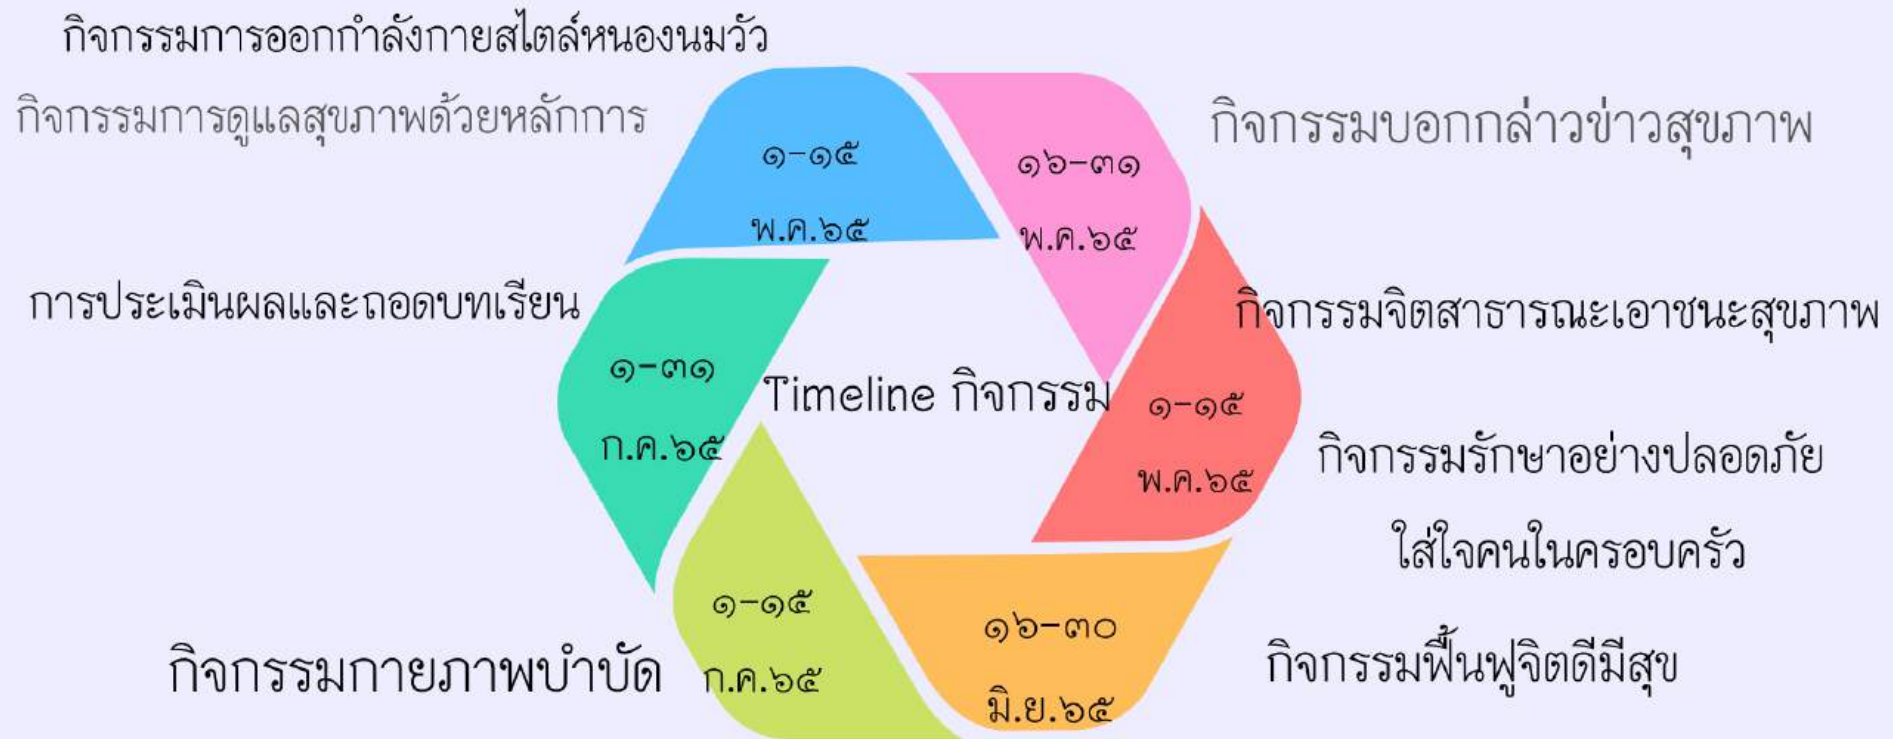 กิจกรรมการออกกำลังกายสไตล์หนองนมวัว
กิจกรรมการดูแลสุขภาพด้วยหลักการ
๑-๑๕
พ.ค.๖๕
๑๖-๓๑
พ.ค.๖๕
กิจกรรมบอกกล่าวข่าวสุขภาพ
กิจกรรมจิตสาธารณะเอาชนะสุขภาพ
๑-๑๕
พ.ค.๖๕
กิจกรรมรักษาอย่างปลอดภัย
ใส่ใจคนในครอบครัว
๑๖-๓๐
มิ.ย.๖๕
กิจกรรมฟื้นฟูจิตดีมีสุข
๑-๑๕
ก.ค.๖๕
กิจกรรมกายภาพบำบัด
๑-๓๑
ก.ค.๖๕
การประเมินผลและถอดบทเรียน
Timeline กิจกรรม